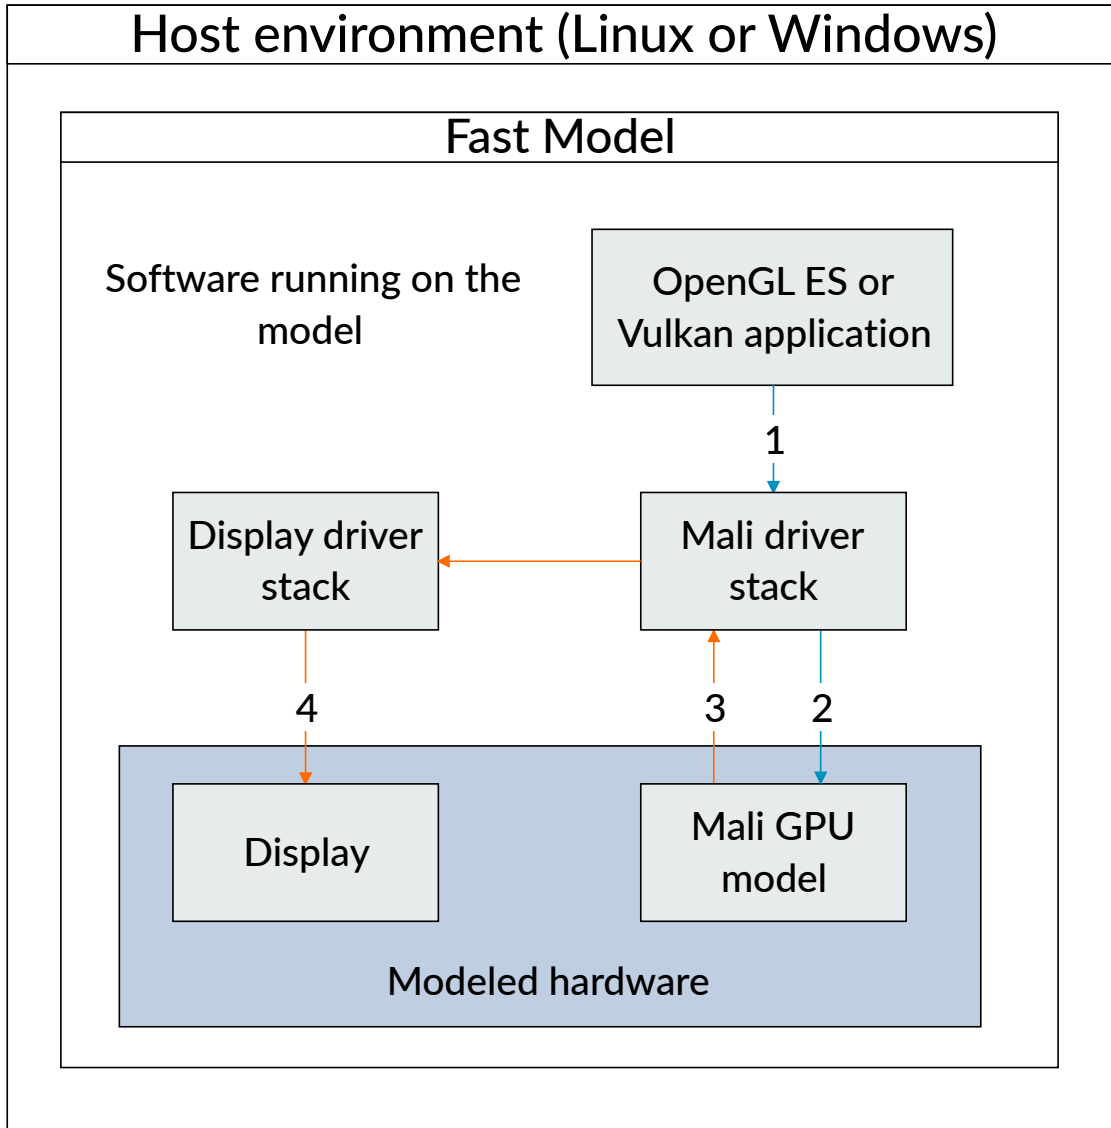 Host environment (Linux or Windows)
Fast Model
Software running on the
model
OpenGL ES or
Vulkan application
1
Display driver
stack
Mali driver
stack
4
3
2
Display
Mali GPU
model
Modeled hardware